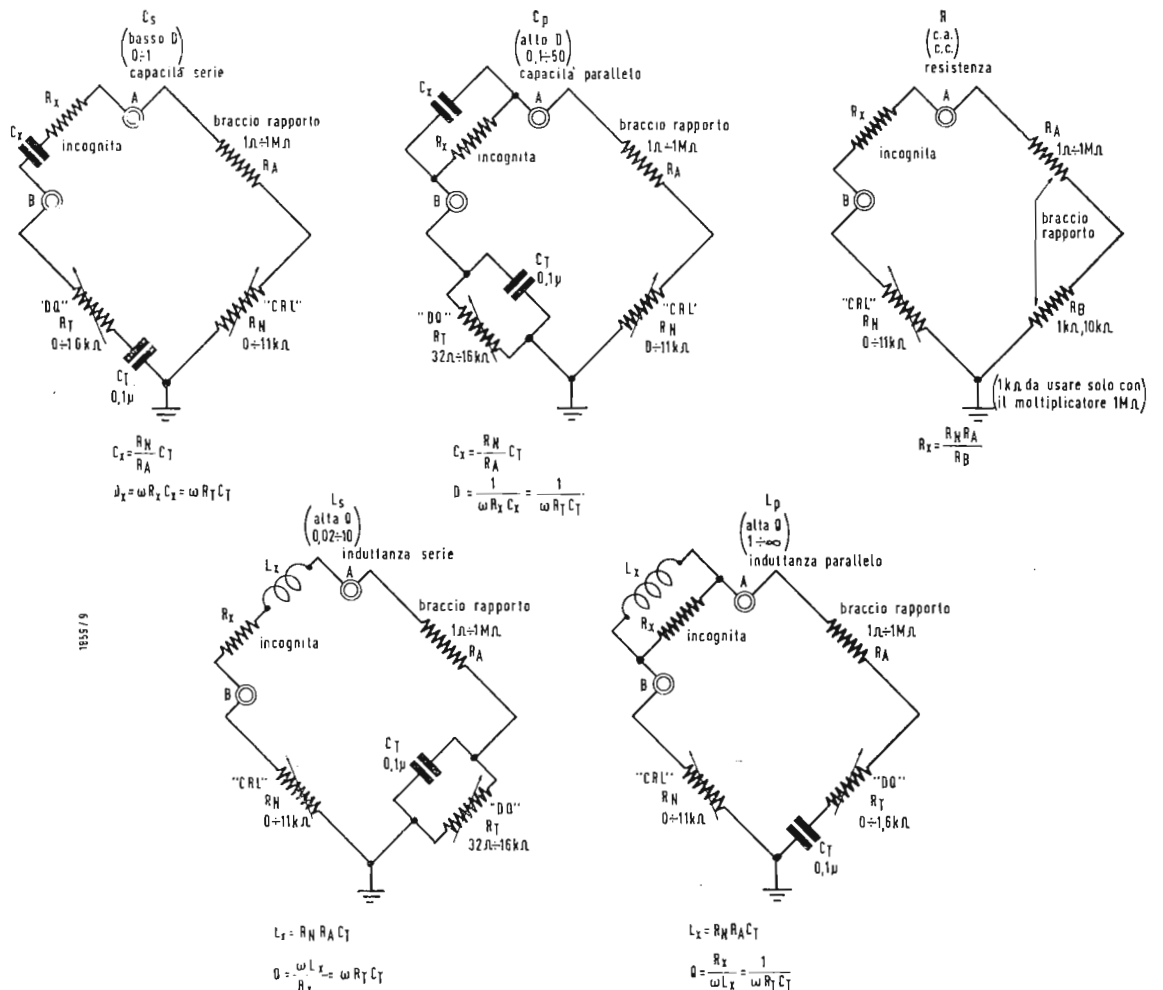 Cs
(basso D)
0÷1
capacità serie
Rx
A
Cx
incognita
braccio rapporto
1Ω÷1MΩ
RA
B
"DQ"
RT
0÷16kΩ
CT
0,1µ
"CRL"
RN
0÷11kΩ
Cx = RN/RA CT
Dx = ωRxCx = ωRTCT
Cp
(alto D)
0,1÷50
capacità parallelo
Cx
A
Rx
incognita
braccio rapporto
1Ω÷1MΩ
RA
B
CT
0,1µ
"DQ"
RT
32Ω÷16kΩ
"CRL"
RN
0÷11kΩ
Cx = RN/RA CT
D = 1/ωRxCx = 1/ωRTCT
R
(c.a.
c.c.)
resistenza
A
Rx
incognita
RA
1Ω÷1MΩ
B
braccio
rapporto
"CRL"
RN
0÷11kΩ
RB
1kΩ,10kΩ
(1kΩ da usare solo con
il moltiplicatore 1MΩ)
Rx = RNRA/RB
Ls
(alta Q)
0,02÷10
induttanza serie
Lx
A
Rx
incognita
braccio rapporto
1Ω÷1MΩ
RA
B
CT
0,1µ
"CRL"
RN
0÷11kΩ
"DQ"
RT
32Ω÷16kΩ
Lx = RNRACT
Q = ωLx/Rx = ωRTCT
Lp
(alta Q)
1÷∞
induttanza parallelo
Lx
A
Rx
incognita
braccio rapporto
1Ω÷1MΩ
RA
B
"CRL"
RN
0÷11kΩ
"DQ"
RT
0÷1,6kΩ
CT
0,1µ
Lx = RNRACT
Q = Rx/ωLx = 1/ωRTCT
1855/9